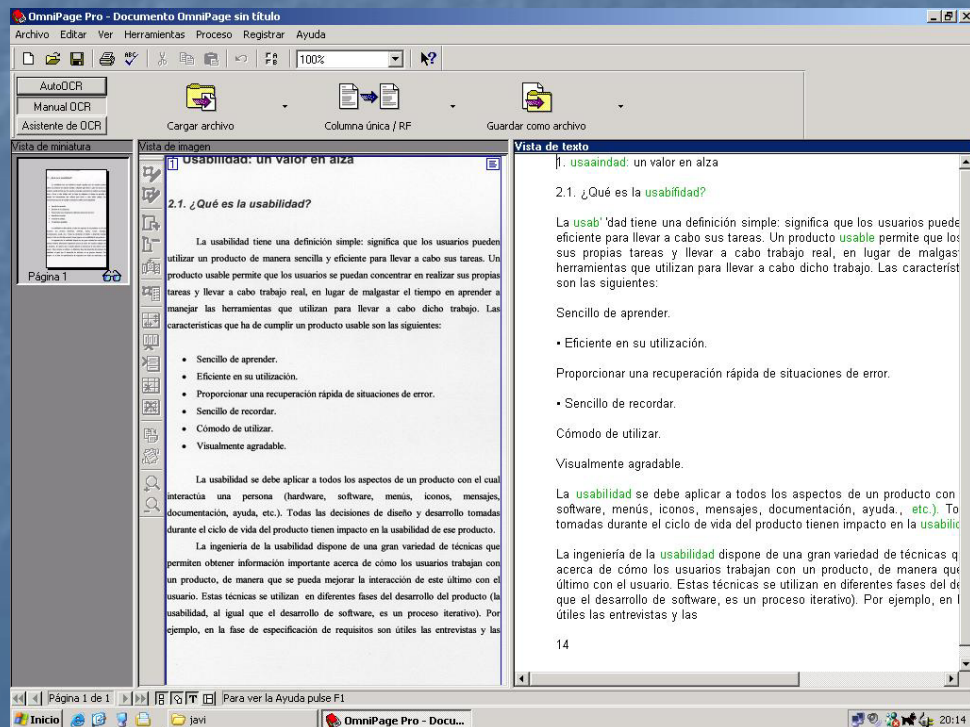 OmniPage Pro - Documento OmniPage sin título
Archivo Editar Ver Herramientas Proceso Registrar Ayuda
100%
AutoOCR
Manual OCR
Asistente de OCR
Cargar archivo
Columna única / RF
Guardar como archivo
Vista de miniatura
Página 1
Vista de imagen
1
Usabilidad: un valor en alza
2.1. ¿Qué es la usabilidad?
La usabilidad tiene una definición simple: significa que los usuarios pueden
utilizar un producto de manera sencilla y eficiente para llevar a cabo sus tareas. Un
producto usable permite que los usuarios se puedan concentrar en realizar sus propias
tareas y llevar a cabo trabajo real, en lugar de malgastar el tiempo en aprender a
manejar las herramientas que utilizan para llevar a cabo dicho trabajo. Las
características que ha de cumplir un producto usable son las siguientes:
• Sencillo de aprender.
• Eficiente en su utilización.
• Proporcionar una recuperación rápida de situaciones de error.
• Sencillo de recordar.
• Cómodo de utilizar.
• Visualmente agradable.
La usabilidad se debe aplicar a todos los aspectos de un producto con el cual
interactúa una persona (hardware, software, menús, iconos, mensajes,
documentación, ayuda, etc.). Todas las decisiones de diseño y desarrollo tomadas
durante el ciclo de vida del producto tienen impacto en la usabilidad de ese producto.
La ingeniería de la usabilidad dispone de una gran variedad de técnicas que
permiten obtener información importante acerca de cómo los usuarios trabajan con
un producto, de manera que se pueda mejorar la interacción de este último con el
usuario. Estas técnicas se utilizan en diferentes fases del desarrollo del producto (la
usabilidad, al igual que el desarrollo de software, es un proceso iterativo). Por
ejemplo, en la fase de especificación de requisitos son útiles las entrevistas y las
Vista de texto
1. usaaindad: un valor en alza
2.1. ¿Qué es la usabifidad?
La usab' 'dad tiene una definición simple: significa que los usuarios puede
eficiente para llevar a cabo sus tareas. Un producto usable permite que los
sus propias tareas y llevar a cabo trabajo real, en lugar de malgas
herramientas que utilizan para llevar a cabo dicho trabajo. Las característ
son las siguientes:
Sencillo de aprender.
• Eficiente en su utilización.
Proporcionar una recuperación rápida de situaciones de error.
• Sencillo de recordar.
Cómodo de utilizar.
Visualmente agradable.
La usabilidad se debe aplicar a todos los aspectos de un producto con
software, menús, iconos, mensajes, documentación, ayuda., etc.). To
tomadas durante el ciclo de vida del producto tienen impacto en la usabilid
La ingeniería de la usabilidad dispone de una gran variedad de técnicas q
acerca de cómo los usuarios trabajan con un producto, de manera que
último con el usuario. Estas técnicas se utilizan en diferentes fases del de
que el desarrollo de software, es un proceso iterativo). Por ejemplo, en l
útiles las entrevistas y las
14
Página 1 de 1
Para ver la Ayuda pulse F1
Inicio
javi
OmniPage Pro - Docu...
20:14